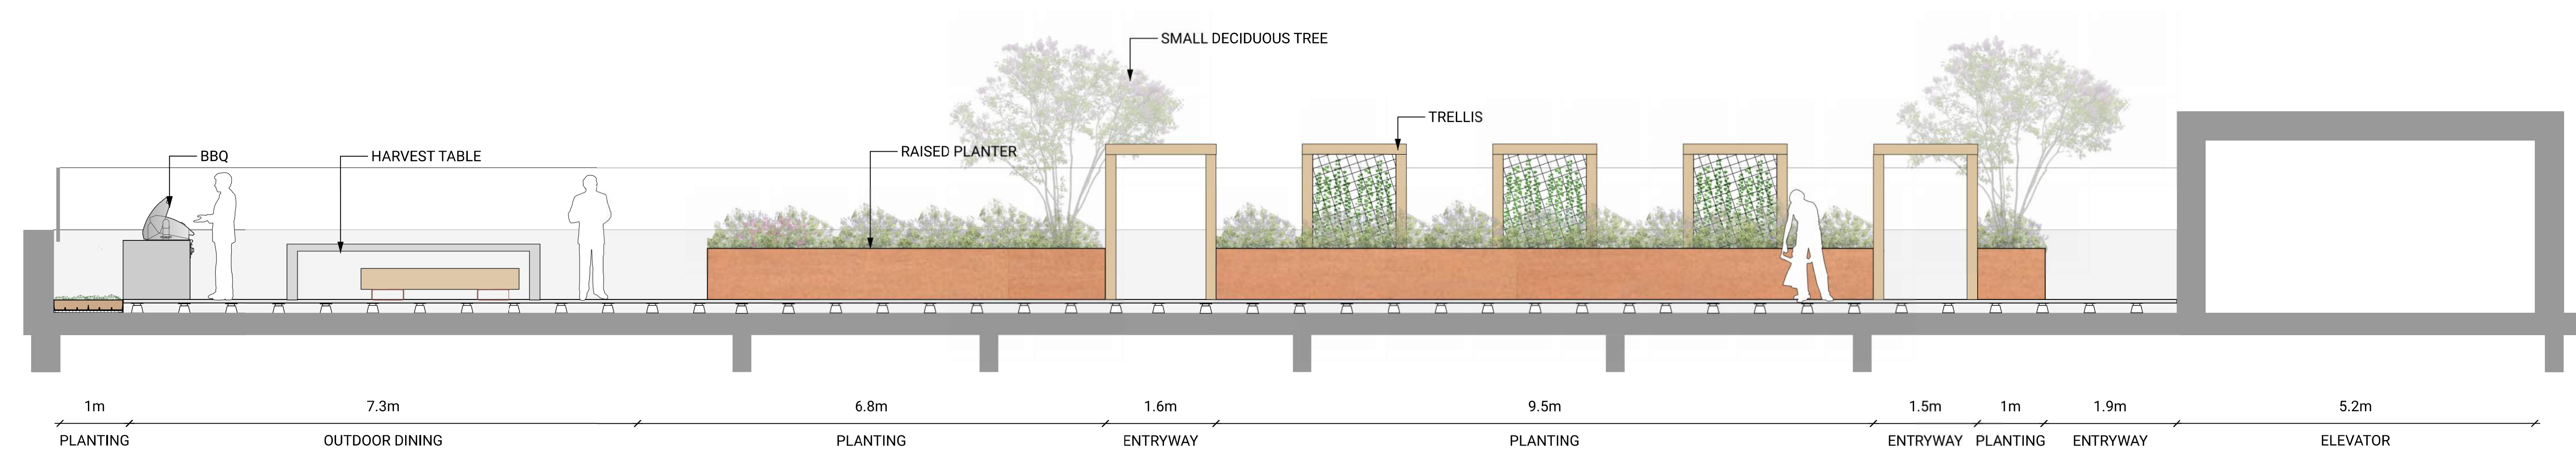 SMALL DECIDUOUS TREE
TRELLIS
RAISED PLANTER
BBQ
HARVEST TABLE
1m 7.3m 6.8m 1.6m 9.5m 1.5m 1m 1.9m 5.2m
PLANTING OUTDOOR DINING PLANTING ENTRYWAY PLANTING ENTRYWAY PLANTING ENTRYWAY ELEVATOR